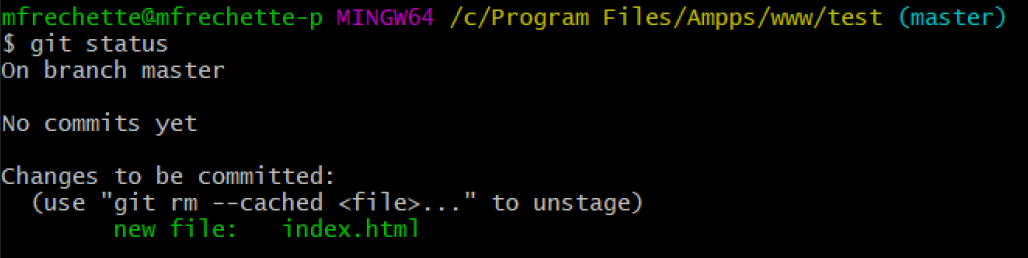 mfrechette@mfrechette-p MINGW64 /c/Program Files/Ampps/www/test (master)
$ git status
On branch master
No commits yet
Changes to be committed:
  (use "git rm --cached <file>..." to unstage)
        new file:   index.html